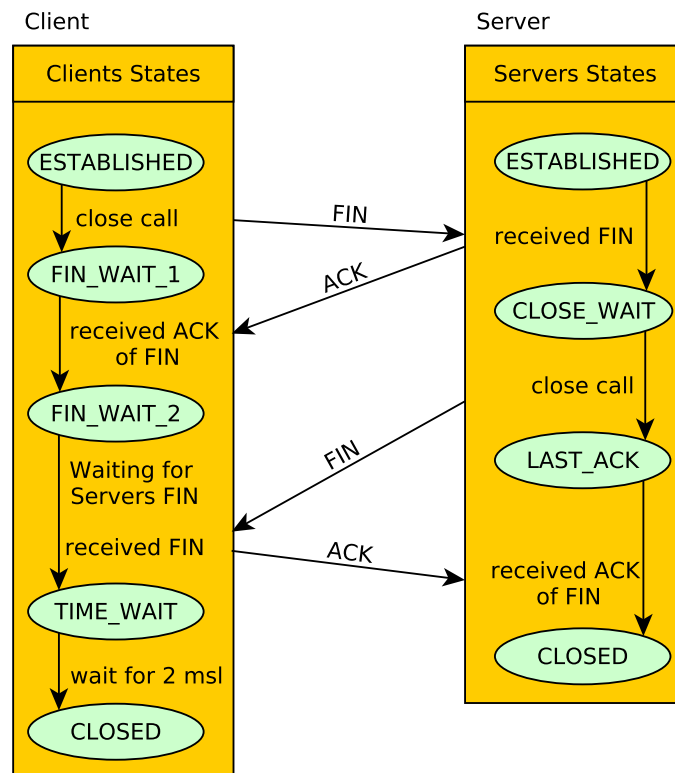 Client
Clients States
ESTABLISHED
close call
FIN_WAIT_1
received ACK
of FIN
FIN_WAIT_2
Waiting for
Servers FIN
received FIN
TIME_WAIT
wait for 2 msl
CLOSED
FIN
ACK
FIN
ACK
Server
Servers States
ESTABLISHED
received FIN
CLOSE_WAIT
close call
LAST_ACK
received ACK
of FIN
CLOSED